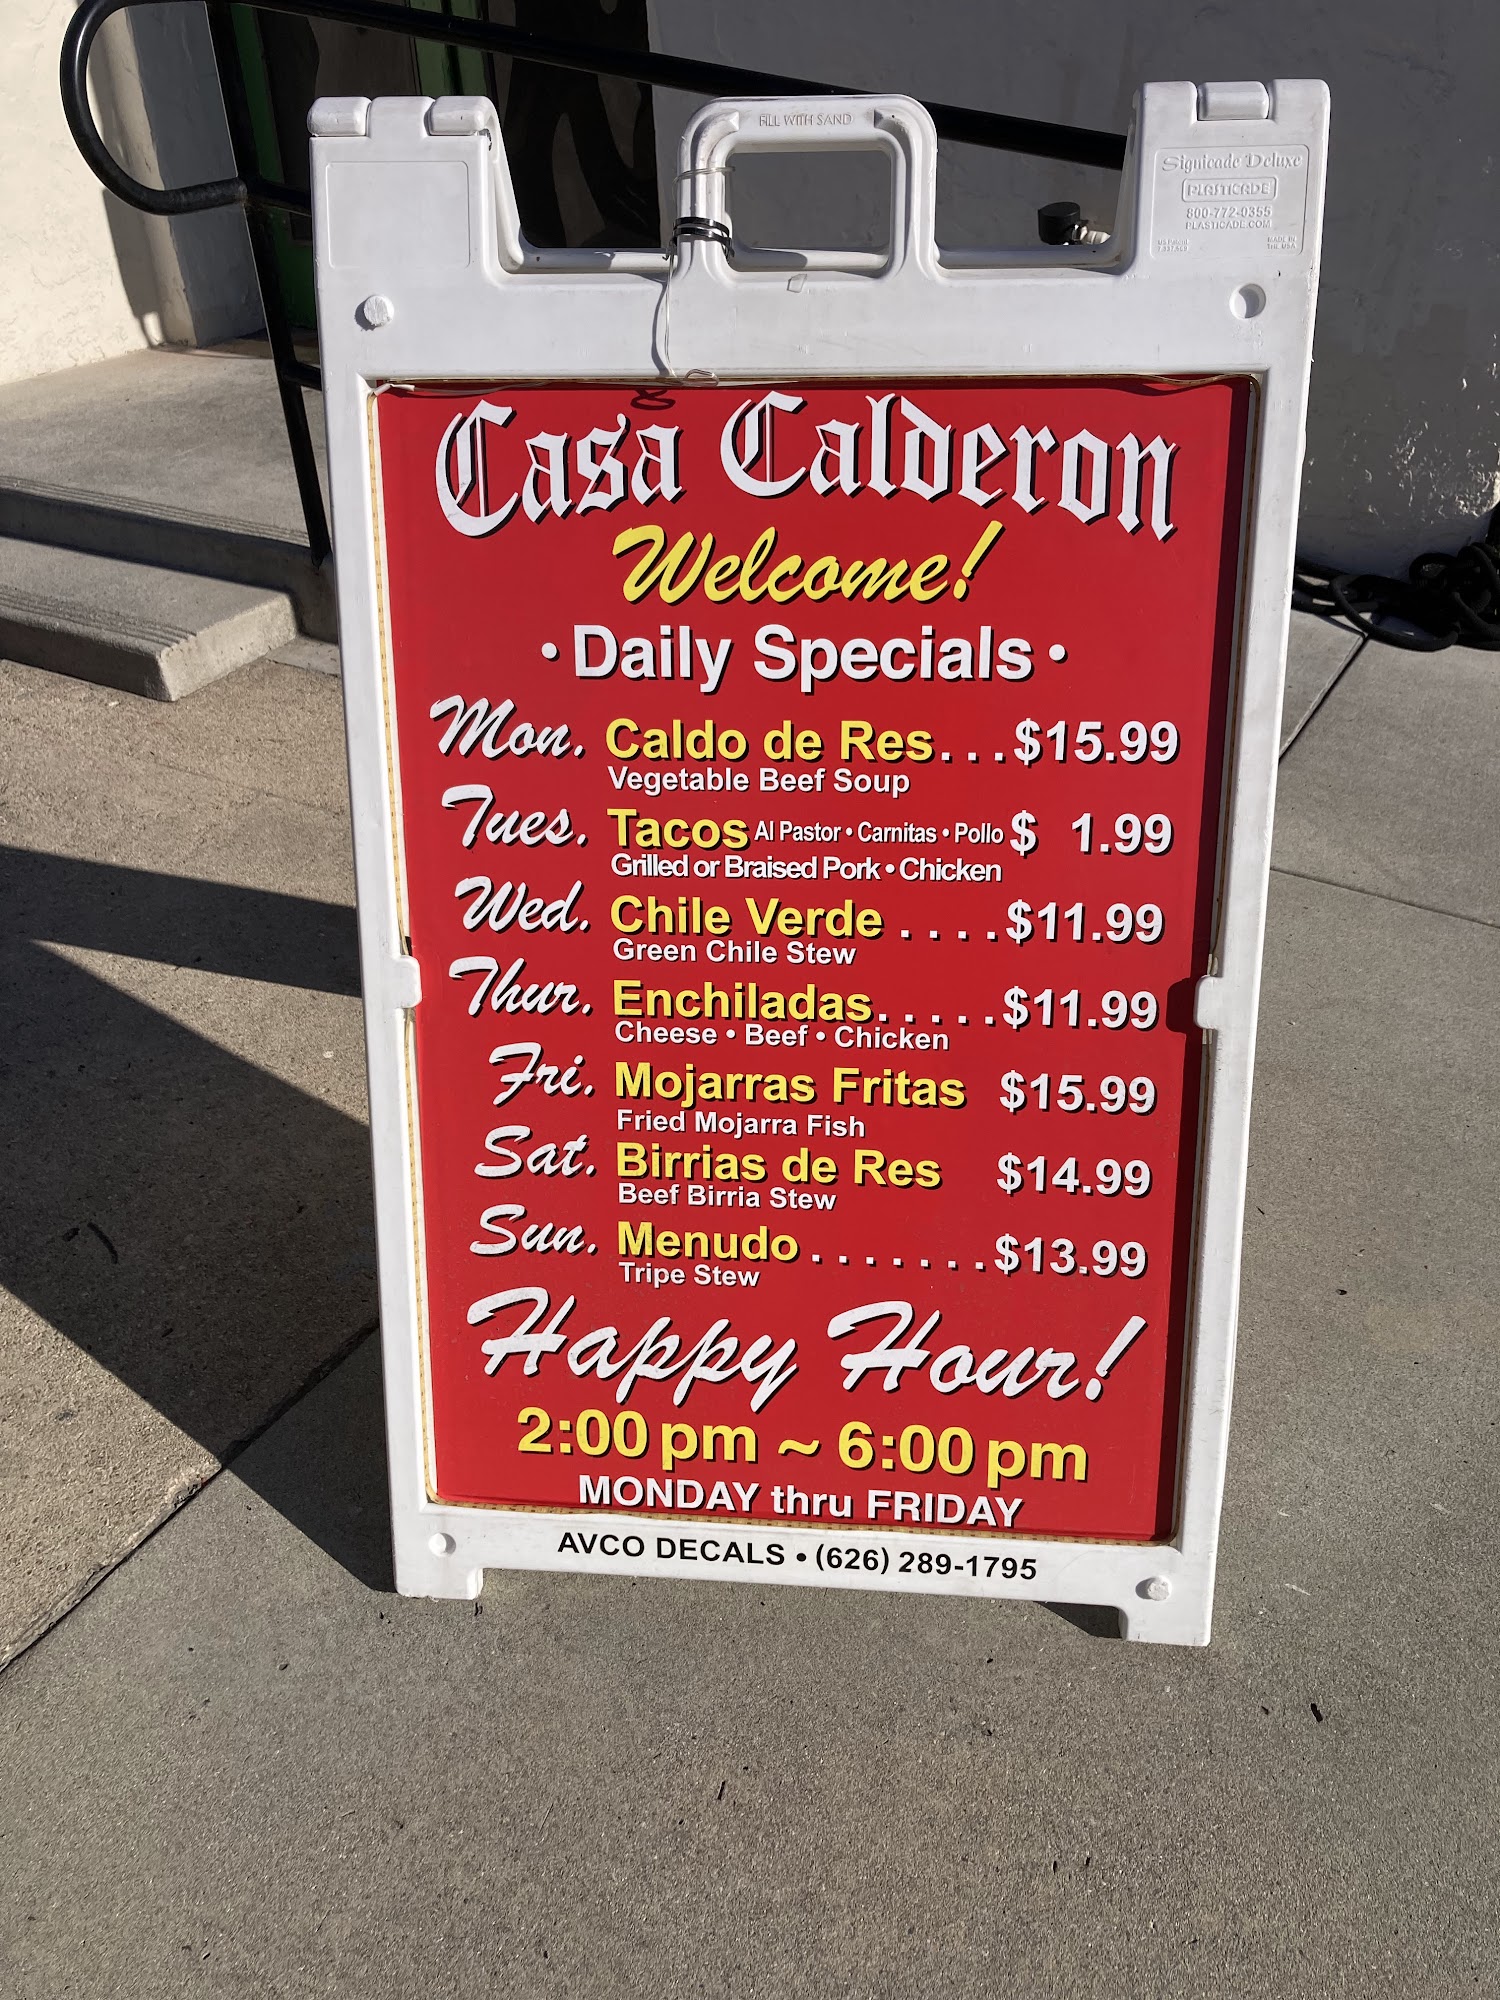 FILL WITH SAND
Signicade Deluxe
PLASTICADE
800-772-0355
PLASTICADE.COM
MADE IN
THE USA
Casa Calderon
Welcome!
• Daily Specials •
Mon. Caldo de Res...$15.99
Vegetable Beef Soup
Tues. Tacos Al Pastor • Carnitas • Pollo $ 1.99
Grilled or Braised Pork • Chicken
Wed. Chile Verde ....$11.99
Green Chile Stew
Thur. Enchiladas.....$11.99
Cheese • Beef • Chicken
Fri. Mojarras Fritas $15.99
Fried Mojarra Fish
Sat. Birrias de Res $14.99
Beef Birria Stew
Sun. Menudo .......$13.99
Tripe Stew
Happy Hour!
2:00 pm ~ 6:00 pm
MONDAY thru FRIDAY
AVCO DECALS • (626) 289-1795